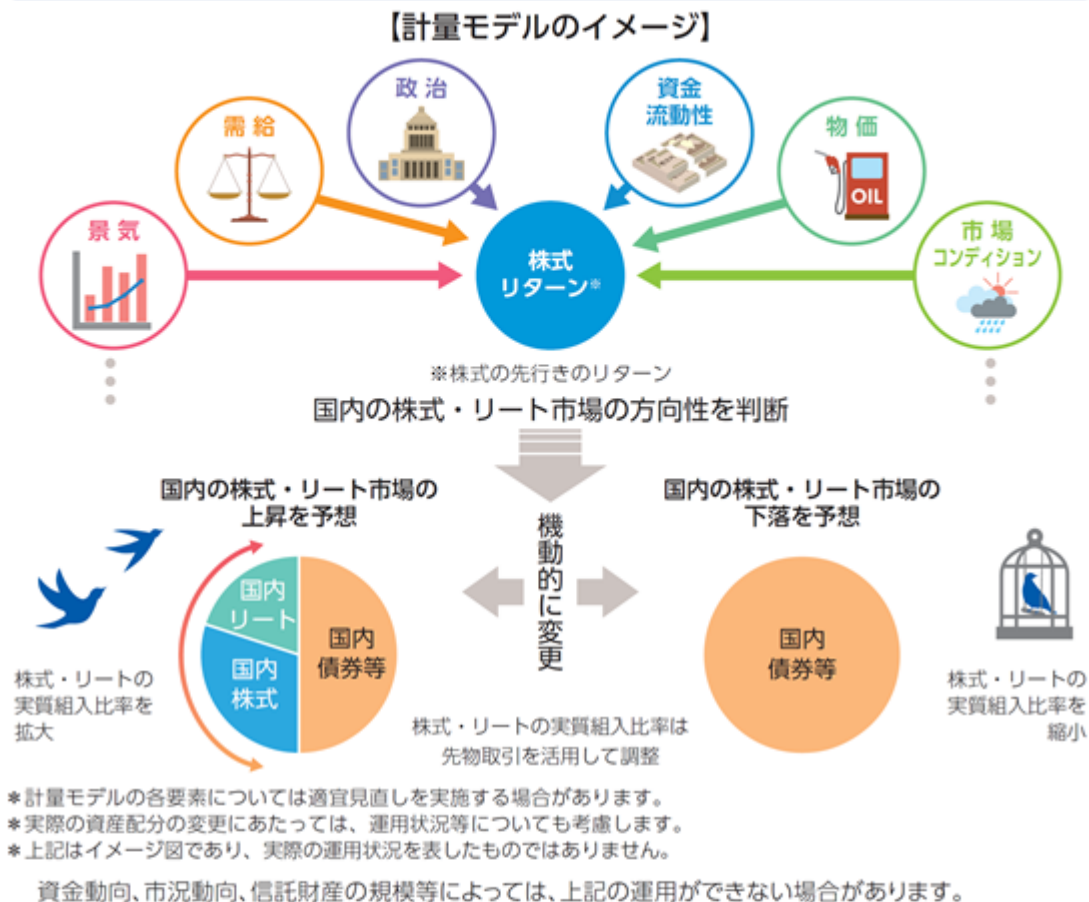 【計量モデルのイメージ】
政治
資金
流動性
需給
物価
OIL
景気
市場
コンディション
株式
リターン※
※株式の先行きのリターン
国内の株式・リート市場の方向性を判断
国内の株式・リート市場の
上昇を予想
国内の株式・リート市場の
下落を予想
機動的に変更
国内
リート
国内
株式
国内
債券等
国内
債券等
株式・リートの
実質組入比率を
拡大
株式・リートの
実質組入比率を
縮小
株式・リートの実質組入比率は
先物取引を活用して調整
＊計量モデルの各要素については適宜見直しを実施する場合があります。
＊実際の資産配分の変更にあたっては、運用状況等についても考慮します。
＊上記はイメージ図であり、実際の運用状況を表したものではありません。
資金動向、市況動向、信託財産の規模等によっては、上記の運用ができない場合があります。